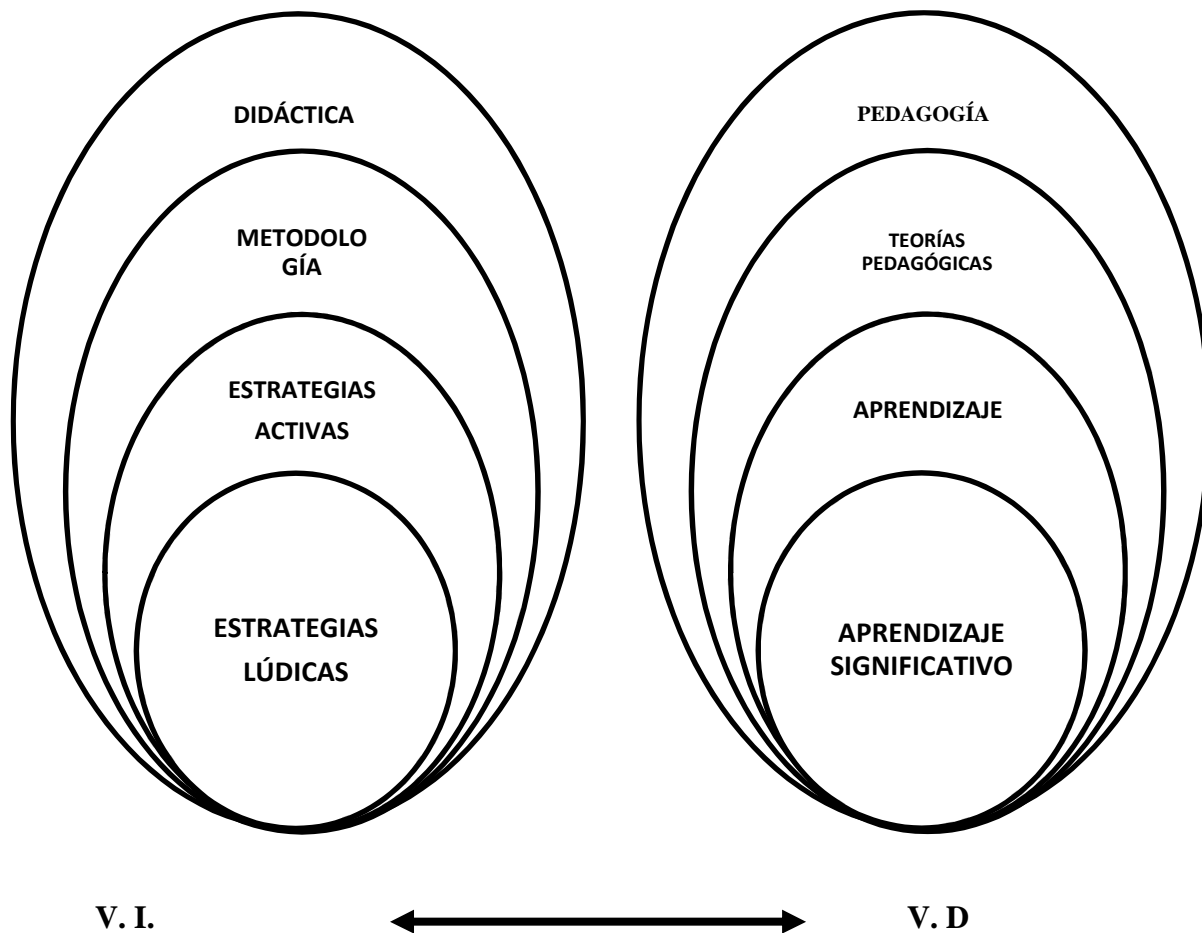 DIDÁCTICA
METODOLO
GÍA
ESTRATEGIAS
ACTIVAS
ESTRATEGIAS
LÚDICAS
PEDAGOGÍA
TEORÍAS
PEDAGÓGICAS
APRENDIZAJE
APRENDIZAJE
SIGNIFICATIVO
V. I.
V. D